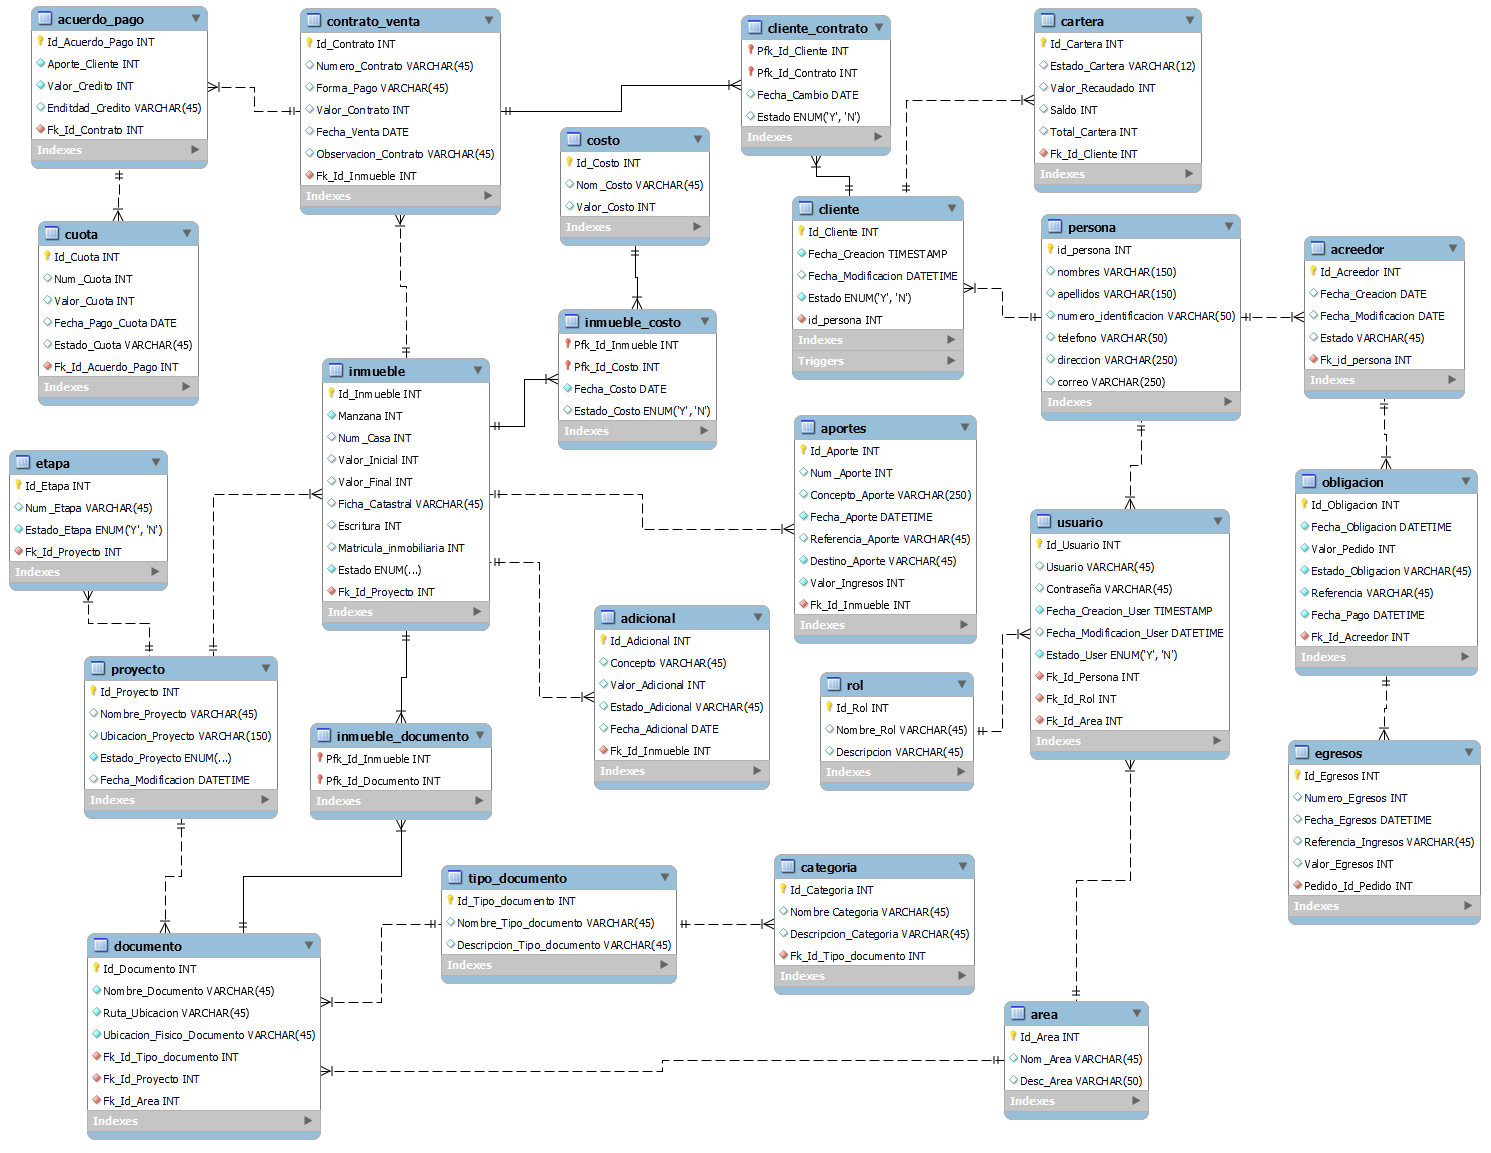 acuerdo_pago
Id_Acuerdo_Pago INT
Aporte_Cliente INT
Valor_Credito INT
Enditdad_Credito VARCHAR(45)
Fk_Id_Contrato INT
Indexes
contrato_venta
Id_Contrato INT
Numero_Contrato VARCHAR(45)
Forma_Pago VARCHAR(45)
Valor_Contrato INT
Fecha_Venta DATE
Observacion_Contrato VARCHAR(45)
Fk_Id_Inmueble INT
Indexes
cliente_contrato
Pfk_Id_Cliente INT
Pfk_Id_Contrato INT
Fecha_Cambio DATE
Estado ENUM('Y', 'N')
Indexes
cartera
Id_Cartera INT
Estado_Cartera VARCHAR(12)
Valor_Recaudado INT
Saldo INT
Total_Cartera INT
Fk_Id_Cliente INT
Indexes
costo
Id_Costo INT
Nom_Costo VARCHAR(45)
Valor_Costo INT
Indexes
cuota
Id_Cuota INT
Num_Cuota INT
Valor_Cuota INT
Fecha_Pago_Cuota DATE
Estado_Cuota VARCHAR(45)
Fk_Id_Acuerdo_Pago INT
Indexes
cliente
Id_Cliente INT
Fecha_Creacion TIMESTAMP
Fecha_Modificacion DATETIME
Estado ENUM('Y', 'N')
id_persona INT
Indexes
Triggers
persona
id_persona INT
nombres VARCHAR(150)
apellidos VARCHAR(150)
numero_identificacion VARCHAR(50)
telefono VARCHAR(50)
direccion VARCHAR(250)
correo VARCHAR(250)
Indexes
acreedor
Id_Acreedor INT
Fecha_Creacion DATE
Fecha_Modificacion DATE
Estado VARCHAR(45)
Fk_id_persona INT
Indexes
inmueble_costo
Pfk_Id_Inmueble INT
Pfk_Id_Costo INT
Fecha_Costo DATE
Estado_Costo ENUM('Y', 'N')
Indexes
inmueble
Id_Inmueble INT
Manzana INT
Num_Casa INT
Valor_Inicial INT
Valor_Final INT
Ficha_Catastral VARCHAR(45)
Escritura INT
Matricula_inmobiliaria INT
Estado ENUM(...)
Fk_Id_Proyecto INT
Indexes
aportes
Id_Aporte INT
Num_Aporte INT
Concepto_Aporte VARCHAR(250)
Fecha_Aporte DATETIME
Referencia_Aporte VARCHAR(45)
Destino_Aporte VARCHAR(45)
Valor_Ingresos INT
Fk_Id_Inmueble INT
Indexes
etapa
Id_Etapa INT
Num_Etapa VARCHAR(45)
Estado_Etapa ENUM('Y', 'N')
Fk_Id_Proyecto INT
Indexes
obligacion
Id_Obligacion INT
Fecha_Obligacion DATETIME
Valor_Pedido INT
Estado_Obligacion VARCHAR(45)
Referencia VARCHAR(45)
Fecha_Pago DATETIME
Fk_Id_Acreedor INT
Indexes
usuario
Id_Usuario INT
Usuario VARCHAR(45)
Contraseña VARCHAR(45)
Fecha_Creacion_User TIMESTAMP
Fecha_Modificacion_User DATETIME
Estado_User ENUM('Y', 'N')
Fk_Id_Persona INT
Fk_Id_Rol INT
Fk_Id_Area INT
Indexes
adicional
Id_Adicional INT
Concepto VARCHAR(45)
Valor_Adicional INT
Estado_Adicional VARCHAR(45)
Fecha_Adicional DATE
Fk_Id_Inmueble INT
Indexes
proyecto
Id_Proyecto INT
Nombre_Proyecto VARCHAR(45)
Ubicacion_Proyecto VARCHAR(150)
Estado_Proyecto ENUM(...)
Fecha_Modificacion DATETIME
Indexes
rol
Id_Rol INT
Nombre_Rol VARCHAR(45)
Descripcion VARCHAR(45)
Indexes
inmueble_documento
Pfk_Id_Inmueble INT
Pfk_Id_Documento INT
Indexes
egresos
Id_Egresos INT
Numero_Egresos INT
Fecha_Egresos DATETIME
Referencia_Ingresos VARCHAR(45)
Valor_Egresos INT
Pedido_Id_Pedido INT
Indexes
tipo_documento
Id_Tipo_documento INT
Nombre_Tipo_documento VARCHAR(45)
Descripcion_Tipo_documento VARCHAR(45)
Indexes
categoria
Id_Categoria INT
Nombre Categoria VARCHAR(45)
Descripcion_Categoria VARCHAR(45)
Fk_Id_Tipo_documento INT
Indexes
documento
Id_Documento INT
Nombre_Documento VARCHAR(45)
Ruta_Ubicacion VARCHAR(45)
Ubicacion_Fisico_Documento VARCHAR(45)
Fk_Id_Tipo_documento INT
Fk_Id_Proyecto INT
Fk_Id_Area INT
Indexes
area
Id_Area INT
Nom_Area VARCHAR(45)
Desc_Area VARCHAR(50)
Indexes